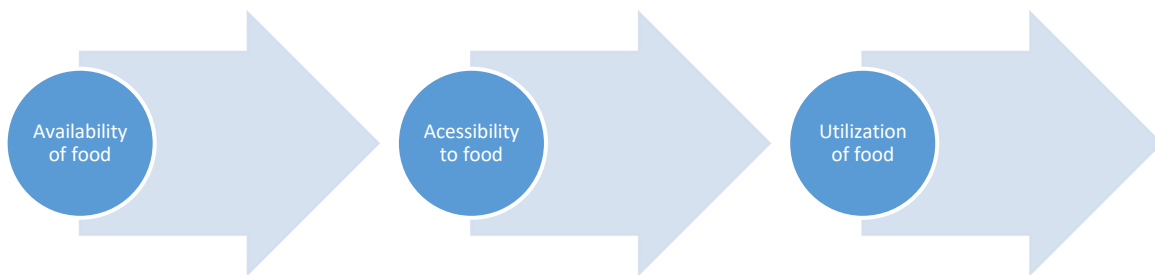 Availability
of food
Acessibility
to food
Utilization
of food